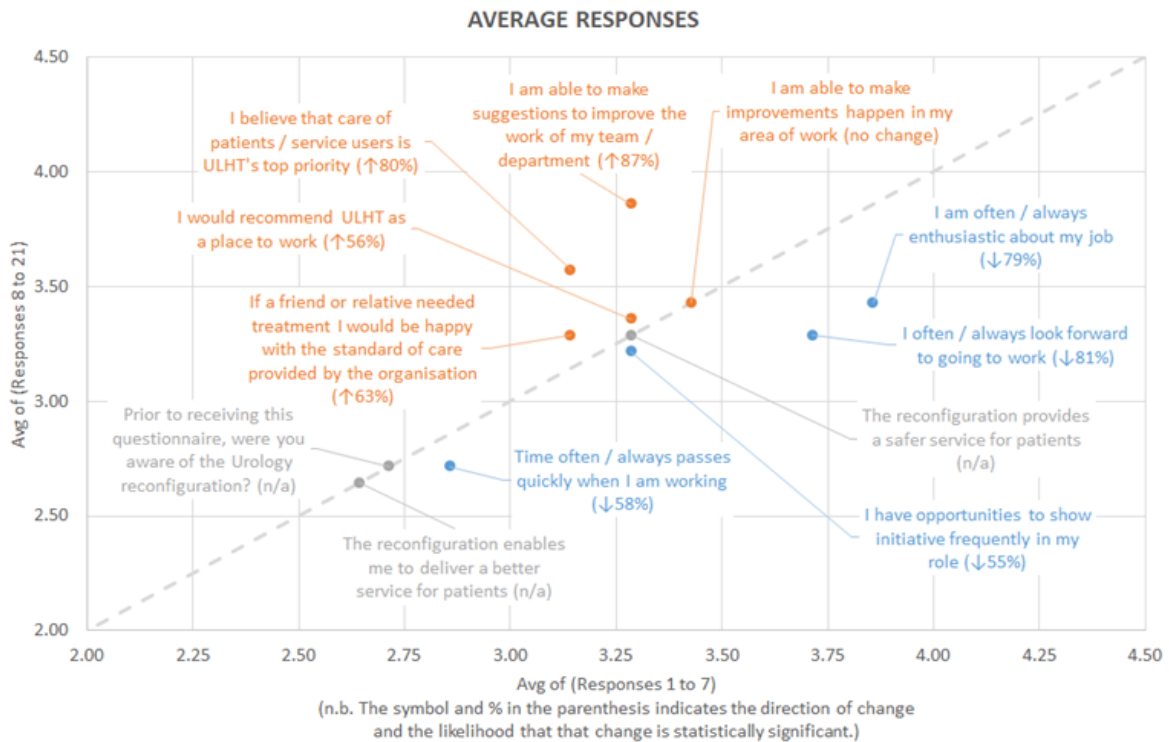 AVERAGE RESPONSES
4.50
4.00
3.50
3.00
2.50
2.00
Avg of (Responses 8 to 21)
I believe that care of
patients / service users is
ULHT's top priority (↑80%)
I am able to make
suggestions to improve the
work of my team /
department (↑87%)
I am able to make
improvements happen in my
area of work (no change)
I would recommend ULHT as
a place to work (↑56%)
I am often / always
enthusiastic about my job
(↓79%)
If a friend or relative needed
treatment I would be happy
with the standard of care
provided by the organisation
(↑63%)
I often / always look forward
to going to work (↓81%)
Prior to receiving this
questionnaire, were you
aware of the Urology
reconfiguration? (n/a)
The reconfiguration provides
a safer service for patients
(n/a)
Time often / always passes
quickly when I am working
(↓58%)
I have opportunities to show
initiative frequently in my
role (↓55%)
The reconfiguration enables
me to deliver a better
service for patients (n/a)
2.00 2.25 2.50 2.75 3.00 3.25 3.50 3.75 4.00 4.25 4.50
Avg of (Responses 1 to 7)
(n.b. The symbol and % in the parenthesis indicates the direction of change
and the likelihood that that change is statistically significant.)